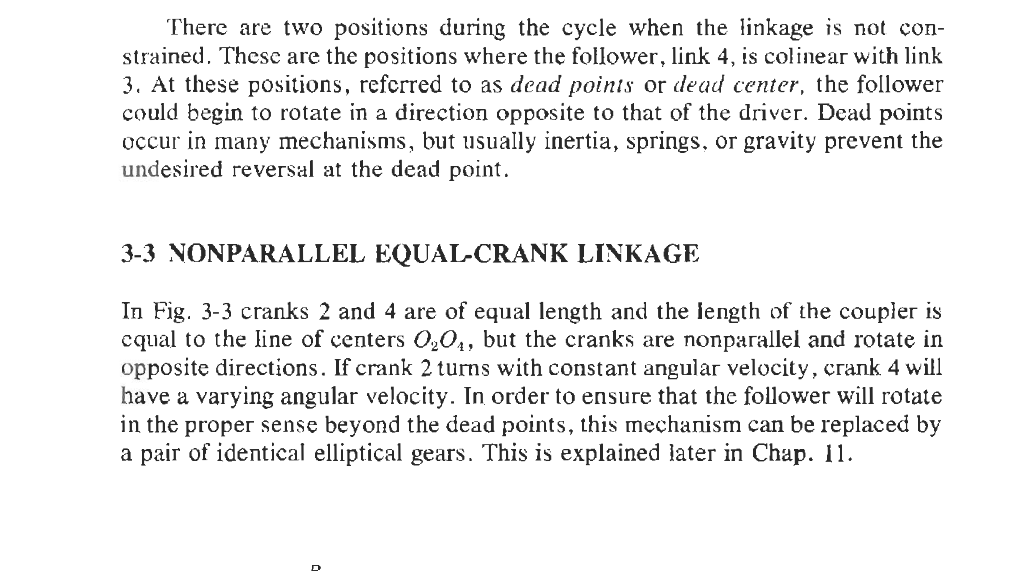 There are two positions during the cycle when the linkage is not con-
strained. These are the positions where the follower, link 4, is colinear with link
3. At these positions, referred to as dead points or dead center, the follower
could begin to rotate in a direction opposite to that of the driver. Dead points
occur in many mechanisms, but usually inertia, springs, or gravity prevent the
undesired reversal at the dead point.
3-3 NONPARALLEL EQUAL-CRANK LINKAGE
In Fig. 3-3 cranks 2 and 4 are of equal length and the length of the coupler is
equal to the line of centers O₂O₄, but the cranks are nonparallel and rotate in
opposite directions. If crank 2 turns with constant angular velocity, crank 4 will
have a varying angular velocity. In order to ensure that the follower will rotate
in the proper sense beyond the dead points, this mechanism can be replaced by
a pair of identical elliptical gears. This is explained later in Chap. 11.